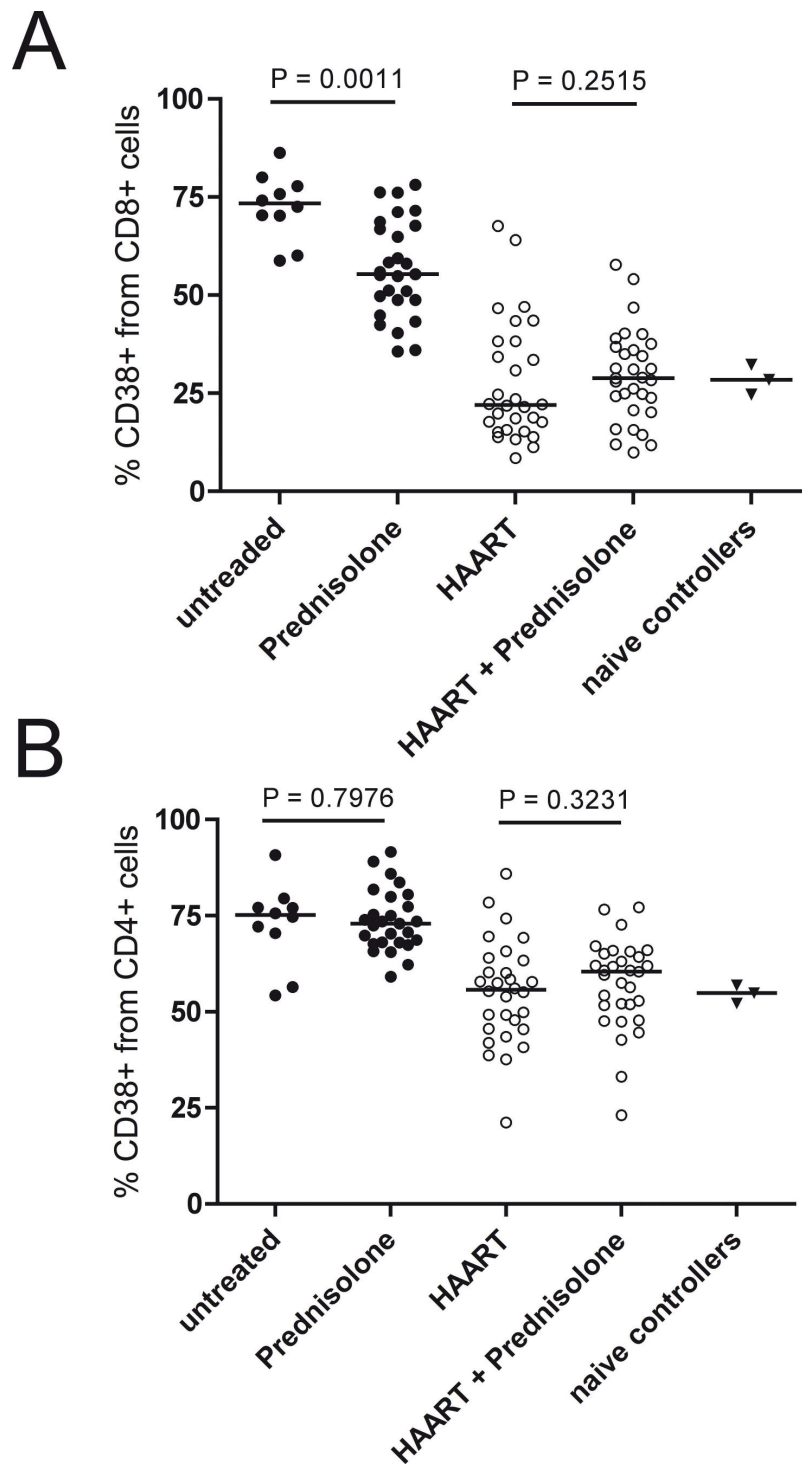 A
P = 0.0011
P = 0.2515
% CD38+ from CD8+ cells
100
75
50
25
0
untreaded
Prednisolone
HAART
HAART + Prednisolone
naive controllers
B
P = 0.7976
P = 0.3231
% CD38+ from CD4+ cells
100
75
50
25
0
untreated
Prednisolone
HAART
HAART + Prednisolone
naive controllers